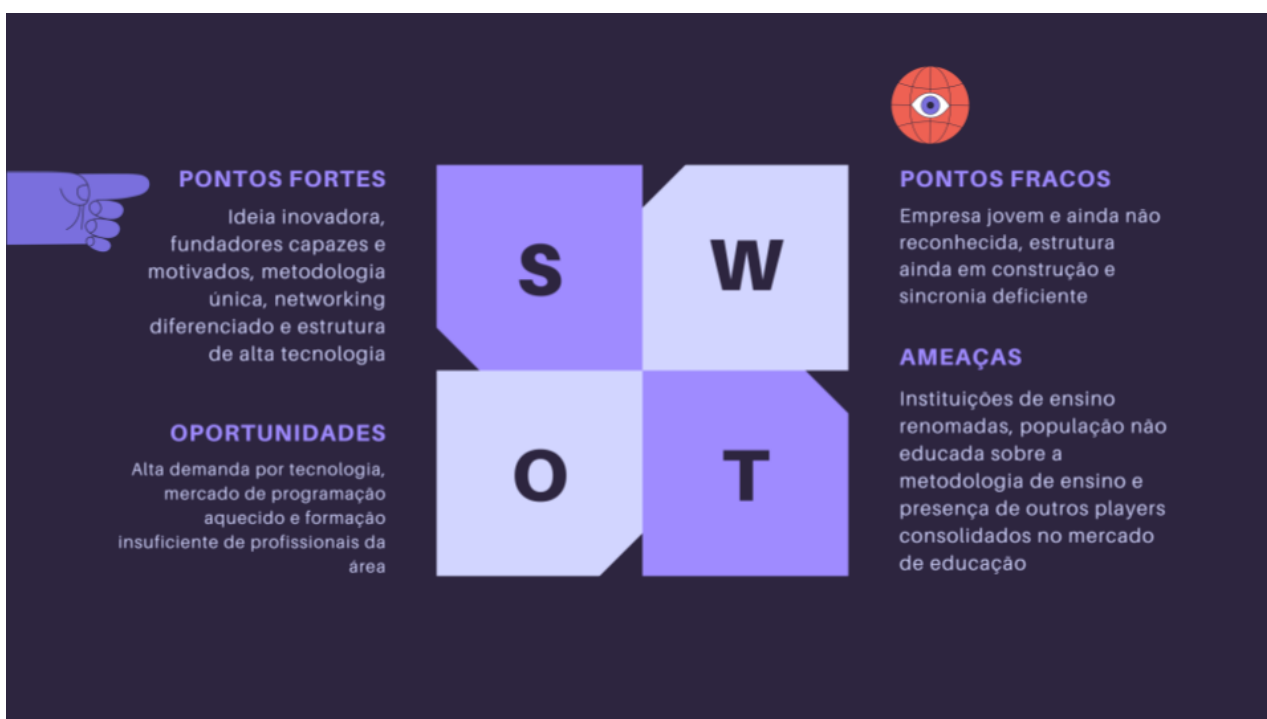 PONTOS FORTES
Ideia inovadora,
fundadores capazes e
motivados, metodologia
única, networking
diferenciado e estrutura
de alta tecnologia
OPORTUNIDADES
Alta demanda por tecnologia,
mercado de programação
aquecido e formação
insuficiente de profissionais da
área
S
W
O
T
PONTOS FRACOS
Empresa jovem e ainda não
reconhecida, estrutura
ainda em construção e
sincronia deficiente
AMEAÇAS
Instituições de ensino
renomadas, população não
educada sobre a
metodologia de ensino e
presença de outros players
consolidados no mercado
de educação